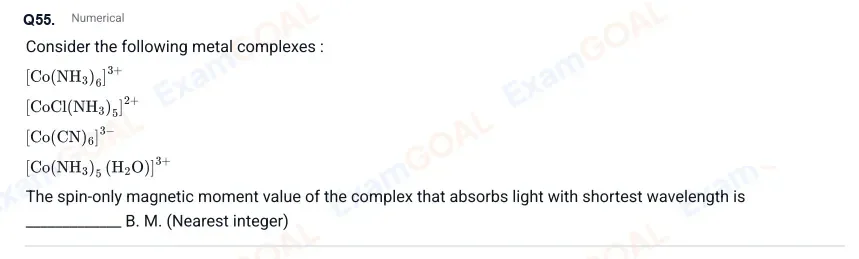 Q55. Numerical
Consider the following metal complexes :
[Co(NH₃)₆]³⁺
[CoCl(NH₃)₅]²⁺
[Co(CN)₆]³⁻
[Co(NH₃)₅ (H₂O)]³⁺
The spin-only magnetic moment value of the complex that absorbs light with shortest wavelength is
____________ B. M. (Nearest integer)